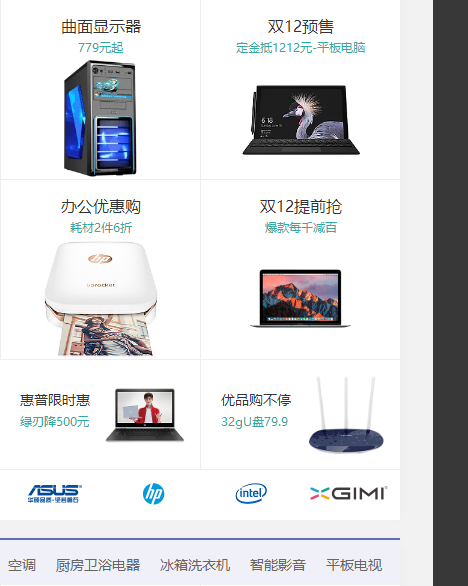 曲面显示器
779元起
双12预售
定金抵1212元-平板电脑
6:18
办公优惠购
耗材2件6折
双12提前抢
爆款每千减百
hp
sprocket
惠普限时惠
绿刃降500元
优品购不停
32gU盘79.9
ASUS
华硕品质·坚若磐石
hp
intel
XGIMI
空调
厨房卫浴电器
冰箱洗衣机
智能影音
平板电视